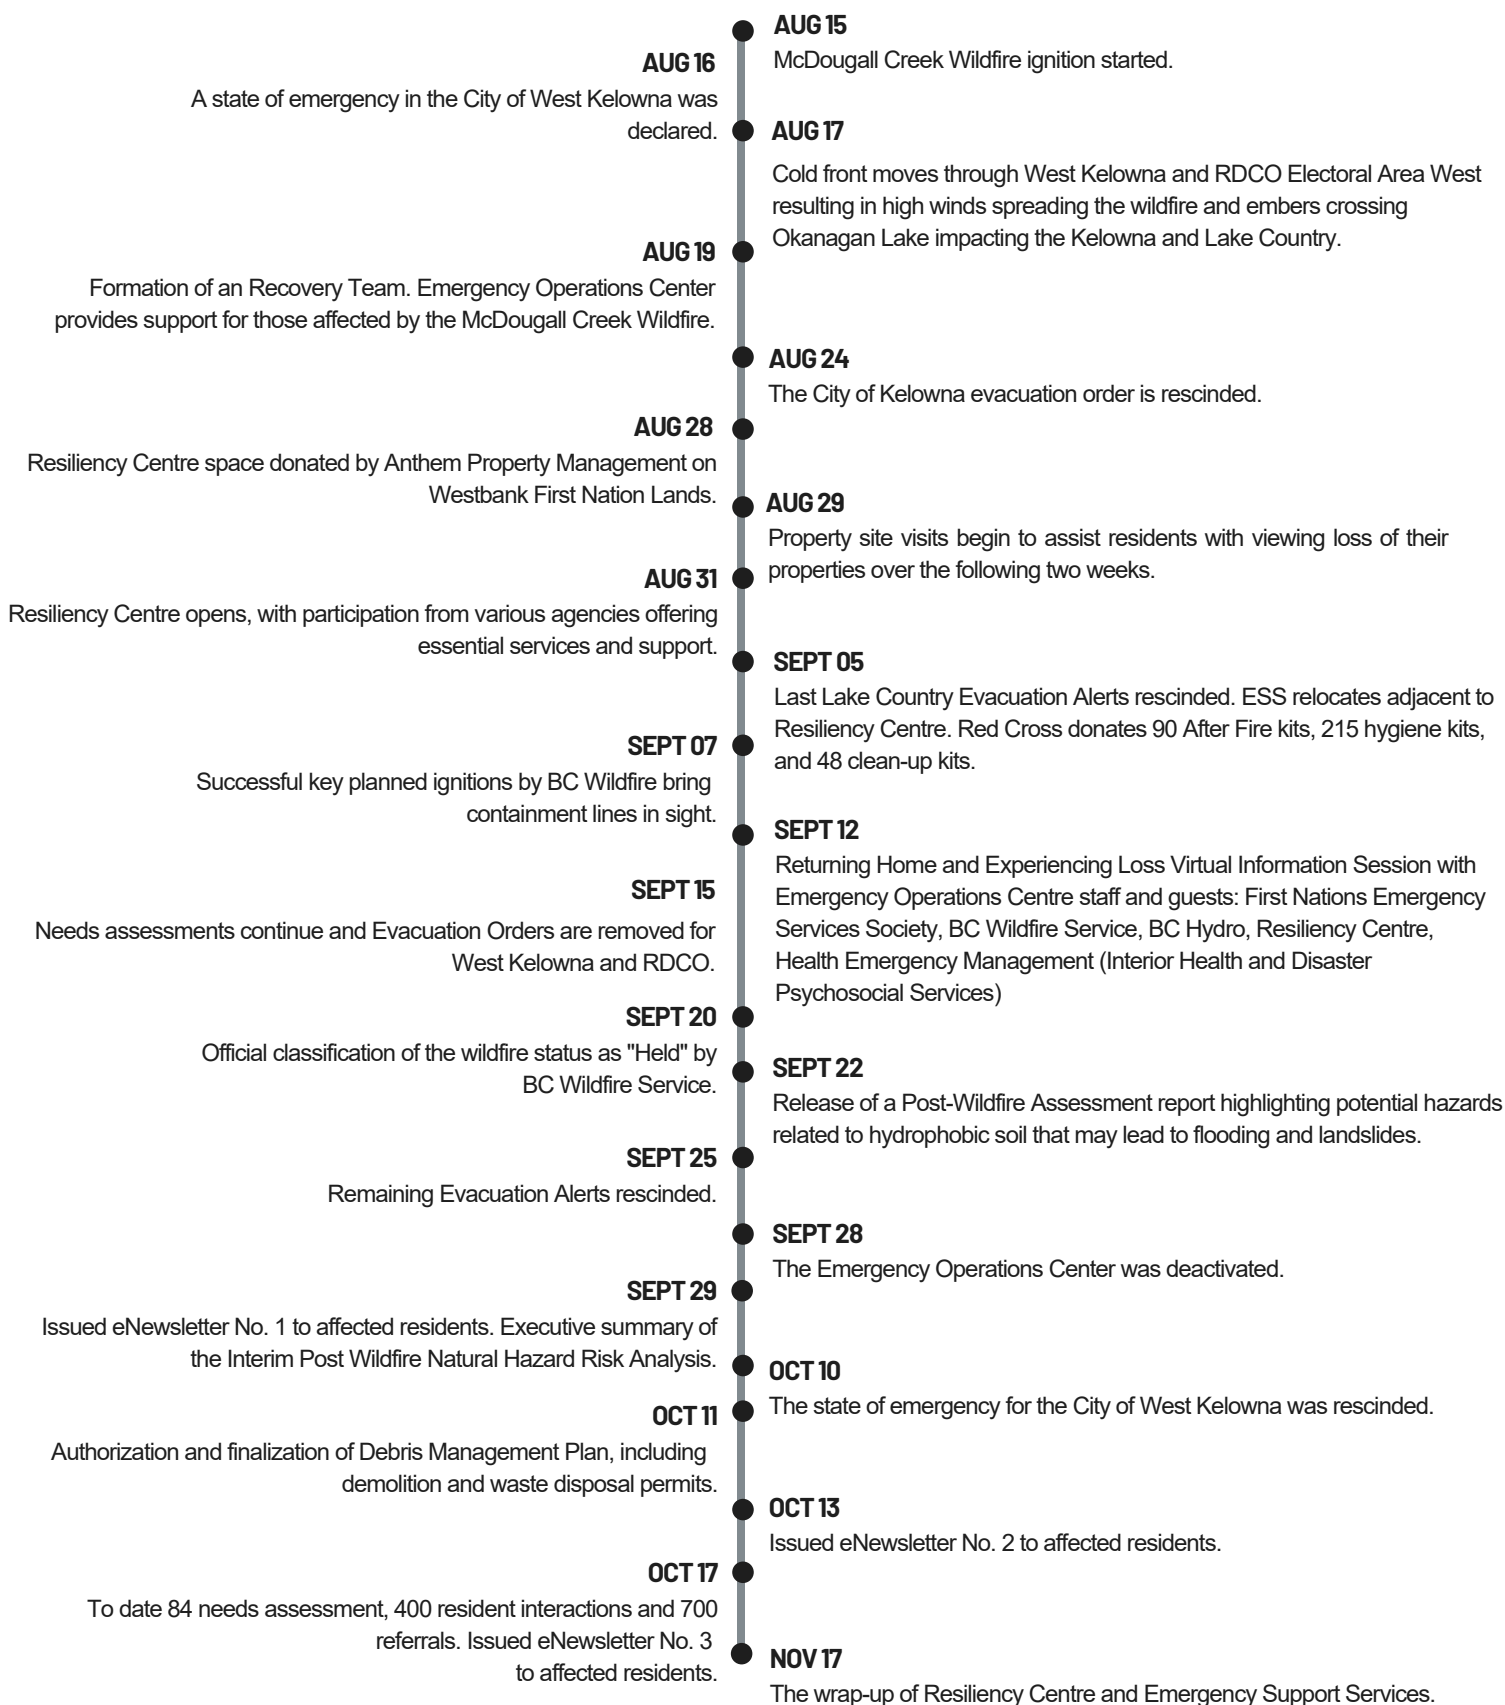 AUG 15
McDougall Creek Wildfire ignition started.
AUG 16
A state of emergency in the City of West Kelowna was
declared.
AUG 17
Cold front moves through West Kelowna and RDCO Electoral Area West
resulting in high winds spreading the wildfire and embers crossing
Okanagan Lake impacting the Kelowna and Lake Country.
AUG 19
Formation of an Recovery Team. Emergency Operations Center
provides support for those affected by the McDougall Creek Wildfire.
AUG 24
The City of Kelowna evacuation order is rescinded.
AUG 28
Resiliency Centre space donated by Anthem Property Management on
Westbank First Nation Lands.
AUG 29
Property site visits begin to assist residents with viewing loss of their
properties over the following two weeks.
AUG 31
Resiliency Centre opens, with participation from various agencies offering
essential services and support.
SEPT 05
Last Lake Country Evacuation Alerts rescinded. ESS relocates adjacent to
Resiliency Centre. Red Cross donates 90 After Fire kits, 215 hygiene kits,
and 48 clean-up kits.
SEPT 07
Successful key planned ignitions by BC Wildfire bring
containment lines in sight.
SEPT 12
Returning Home and Experiencing Loss Virtual Information Session with
Emergency Operations Centre staff and guests: First Nations Emergency
Services Society, BC Wildfire Service, BC Hydro, Resiliency Centre,
Health Emergency Management (Interior Health and Disaster
Psychosocial Services)
SEPT 15
Needs assessments continue and Evacuation Orders are removed for
West Kelowna and RDCO.
SEPT 20
Official classification of the wildfire status as "Held" by
BC Wildfire Service.
SEPT 22
Release of a Post-Wildfire Assessment report highlighting potential hazards
related to hydrophobic soil that may lead to flooding and landslides.
SEPT 25
Remaining Evacuation Alerts rescinded.
SEPT 28
The Emergency Operations Center was deactivated.
SEPT 29
Issued eNewsletter No. 1 to affected residents. Executive summary of
the Interim Post Wildfire Natural Hazard Risk Analysis.
OCT 10
The state of emergency for the City of West Kelowna was rescinded.
OCT 11
Authorization and finalization of Debris Management Plan, including
demolition and waste disposal permits.
OCT 13
Issued eNewsletter No. 2 to affected residents.
OCT 17
To date 84 needs assessment, 400 resident interactions and 700
referrals. Issued eNewsletter No. 3
to affected residents.
NOV 17
The wrap-up of Resiliency Centre and Emergency Support Services.